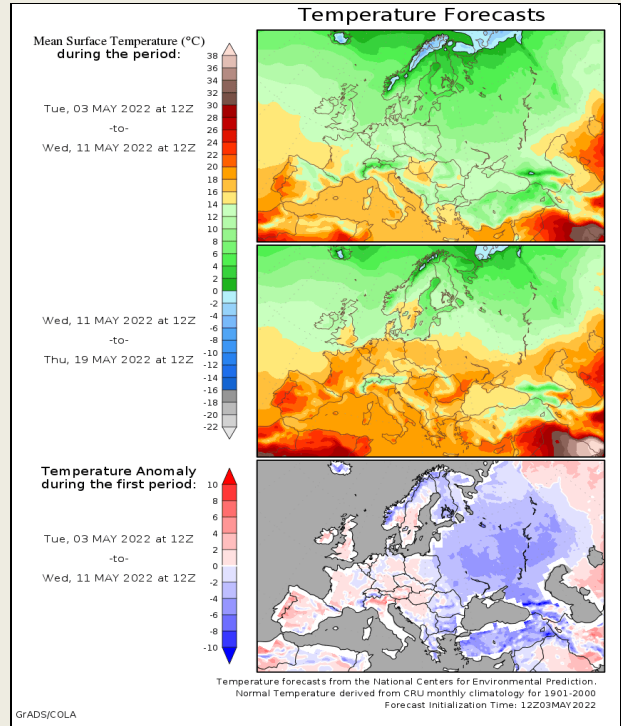 Temperature Forecasts
Mean Surface Temperature (°C)
during the period:
38
36
34
32
30
28
26
24
22
20
18
16
14
12
10
8
6
4
2
0
-2
-4
-6
-8
-10
-12
-14
-16
-18
-20
-22
Tue, 03 MAY 2022 at 12Z
-to-
Wed, 11 MAY 2022 at 12Z
Wed, 11 MAY 2022 at 12Z
-to-
Thu, 19 MAY 2022 at 12Z
Temperature Anomaly
during the first period:
10
8
6
4
2
0
-2
-4
-6
-8
-10
Tue, 03 MAY 2022 at 12Z
-to-
Wed, 11 MAY 2022 at 12Z
Temperature forecasts from the National Centers for Environmental Prediction.
Normal Temperature derived from CRU monthly climatology for 1901-2000
Forecast Initialization Time: 12Z03MAY2022
GrADS/COLA